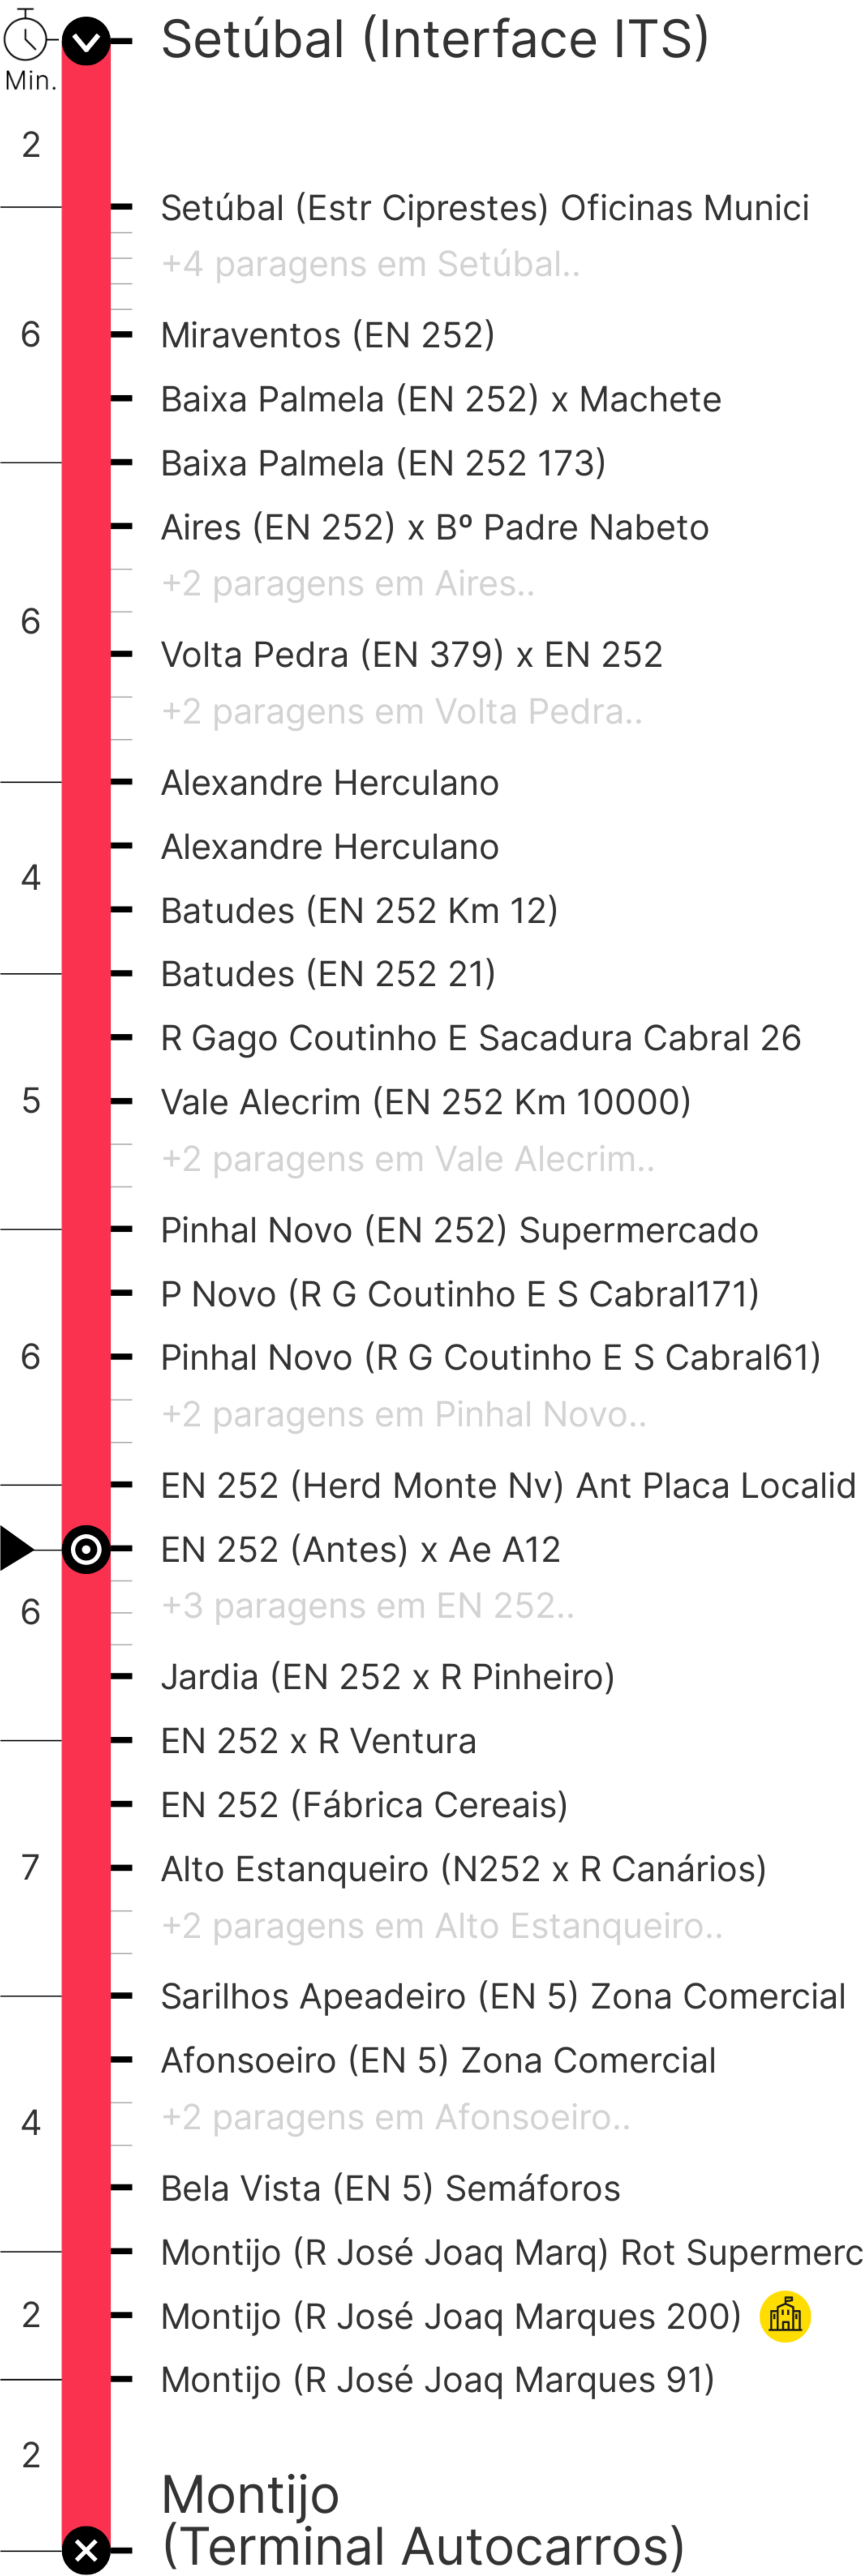 Setúbal (Interface ITS)
Min.
2
Setúbal (Estr Ciprestes) Oficinas Munici
+4 paragens em Setúbal..
6
Miraventos (EN 252)
Baixa Palmela (EN 252) x Machete
Baixa Palmela (EN 252 173)
Aires (EN 252) x Bº Padre Nabeto
+2 paragens em Aires..
6
Volta Pedra (EN 379) x EN 252
+2 paragens em Volta Pedra..
Alexandre Herculano
Alexandre Herculano
4
Batudes (EN 252 Km 12)
Batudes (EN 252 21)
R Gago Coutinho E Sacadura Cabral 26
5
Vale Alecrim (EN 252 Km 10000)
+2 paragens em Vale Alecrim..
Pinhal Novo (EN 252) Supermercado
P Novo (R G Coutinho E S Cabral171)
6
Pinhal Novo (R G Coutinho E S Cabral61)
+2 paragens em Pinhal Novo..
EN 252 (Herd Monte Nv) Ant Placa Localid
EN 252 (Antes) x Ae A12
6
+3 paragens em EN 252..
Jardia (EN 252 x R Pinheiro)
EN 252 x R Ventura
EN 252 (Fábrica Cereais)
7
Alto Estanqueiro (N252 x R Canários)
+2 paragens em Alto Estanqueiro..
Sarilhos Apeadeiro (EN 5) Zona Comercial
Afonsoeiro (EN 5) Zona Comercial
4
+2 paragens em Afonsoeiro..
Bela Vista (EN 5) Semáforos
Montijo (R José Joaq Marq) Rot Supermerc
2
Montijo (R José Joaq Marques 200)
Montijo (R José Joaq Marques 91)
2
Montijo
(Terminal Autocarros)